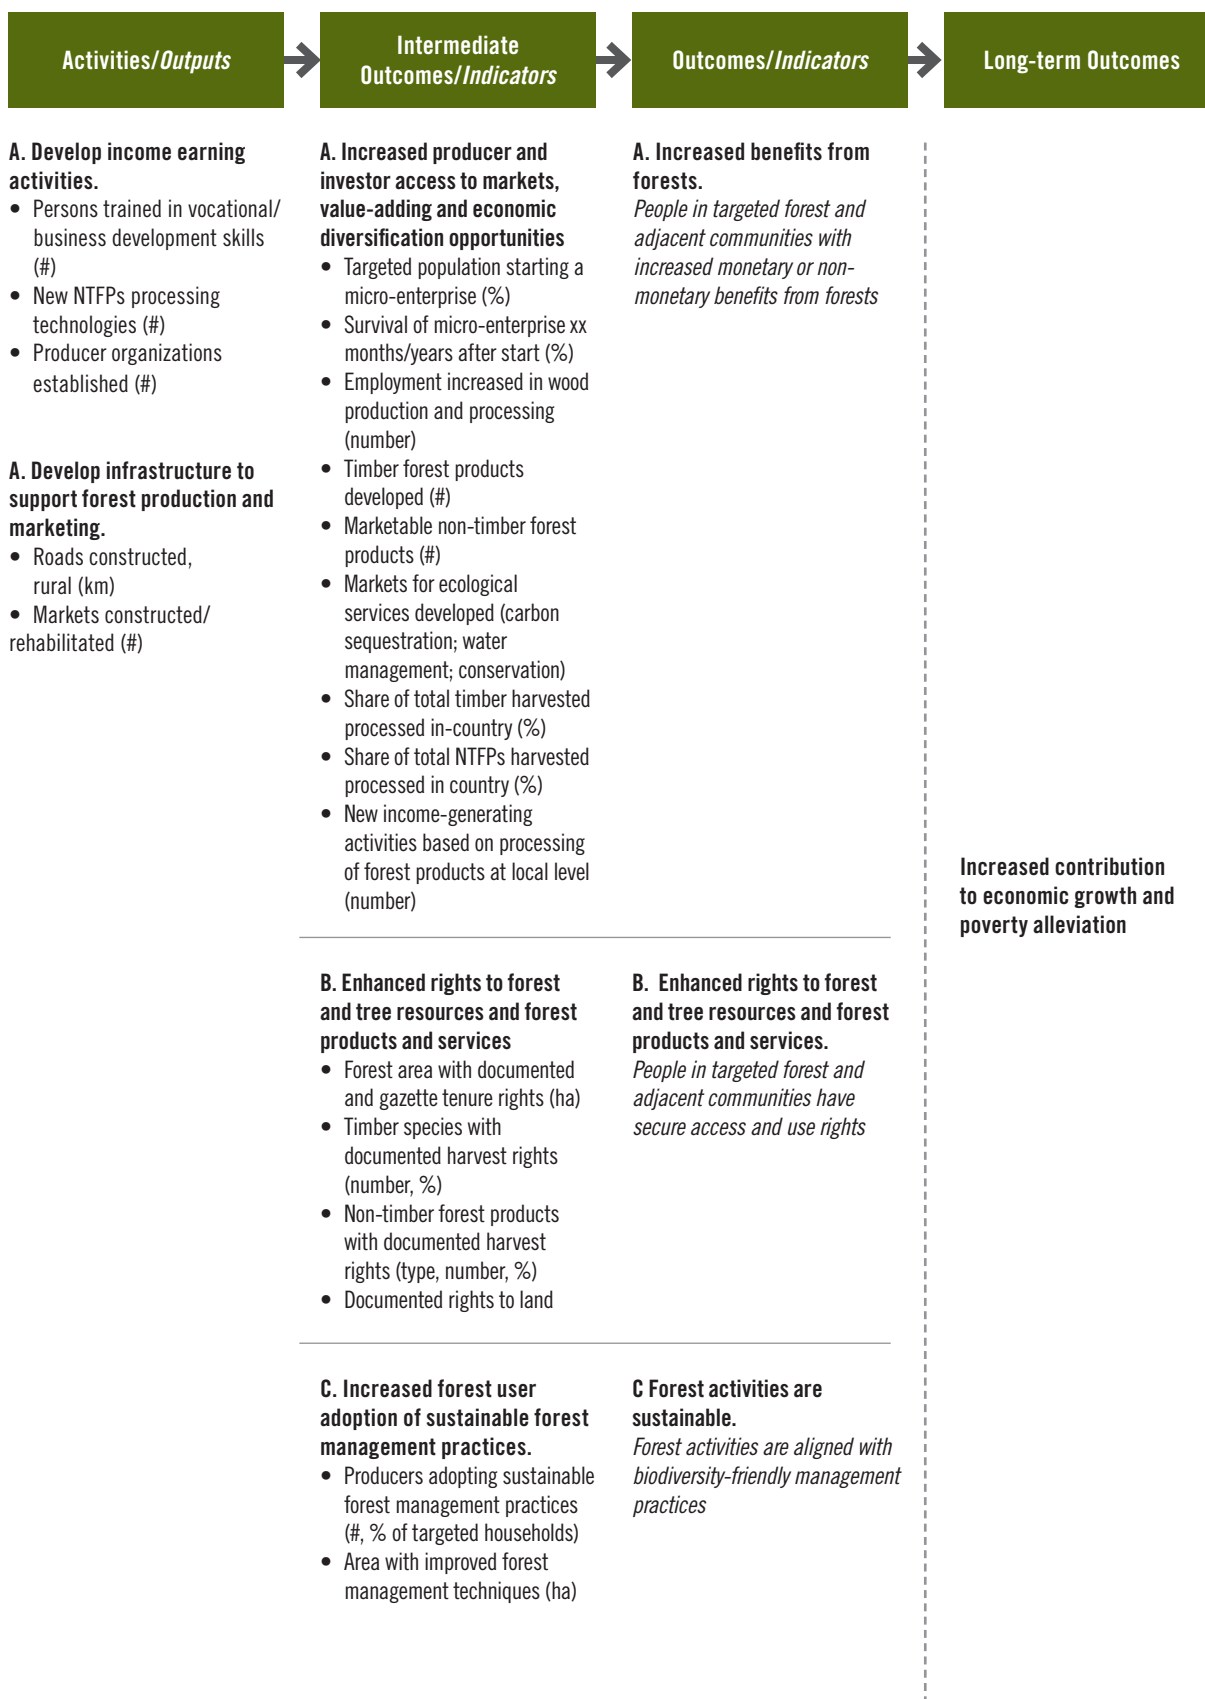 Activities/Outputs
Intermediate
Outcomes/Indicators
Outcomes/Indicators
Long-term Outcomes
A. Develop income earning
activities.
• Persons trained in vocational/
business development skills
(#)
• New NTFPs processing
technologies (#)
• Producer organizations
established (#)
A. Develop infrastructure to
support forest production and
marketing.
• Roads constructed,
rural (km)
• Markets constructed/
rehabilitated (#)
A. Increased producer and
investor access to markets,
value-adding and economic
diversification opportunities
• Targeted population starting a
micro-enterprise (%)
• Survival of micro-enterprise xx
months/years after start (%)
• Employment increased in wood
production and processing
(number)
• Timber forest products
developed (#)
• Marketable non-timber forest
products (#)
• Markets for ecological
services developed (carbon
sequestration; water
management; conservation)
• Share of total timber harvested
processed in-country (%)
• Share of total NTFPs harvested
processed in country (%)
• New income-generating
activities based on processing
of forest products at local level
(number)
A. Increased benefits from
forests.
People in targeted forest and
adjacent communities with
increased monetary or non-
monetary benefits from forests
B. Enhanced rights to forest
and tree resources and forest
products and services
• Forest area with documented
and gazette tenure rights (ha)
• Timber species with
documented harvest rights
(number, %)
• Non-timber forest products
with documented harvest
rights (type, number, %)
• Documented rights to land
B. Enhanced rights to forest
and tree resources and forest
products and services.
People in targeted forest and
adjacent communities have
secure access and use rights
C. Increased forest user
adoption of sustainable forest
management practices.
• Producers adopting sustainable
forest management practices
(#, % of targeted households)
• Area with improved forest
management techniques (ha)
C Forest activities are
sustainable.
Forest activities are aligned with
biodiversity-friendly management
practices
Increased contribution
to economic growth and
poverty alleviation